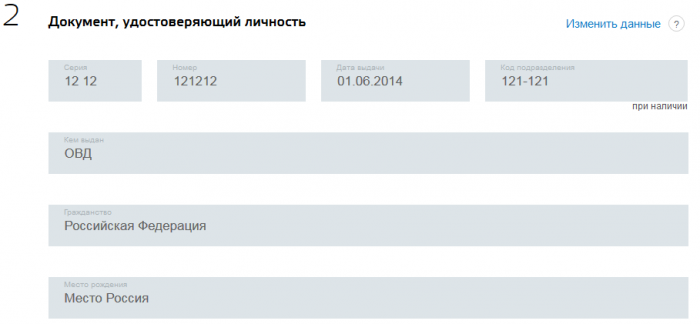 2
Документ, удостоверяющий личность
Изменить данные ?
Серия Номер Дата выдачи Код подразделения
12 12 121212 01.06.2014 121-121
при наличии
Кем выдан
ОВД
Гражданство
Российская Федерация
Место рождения
Место Россия